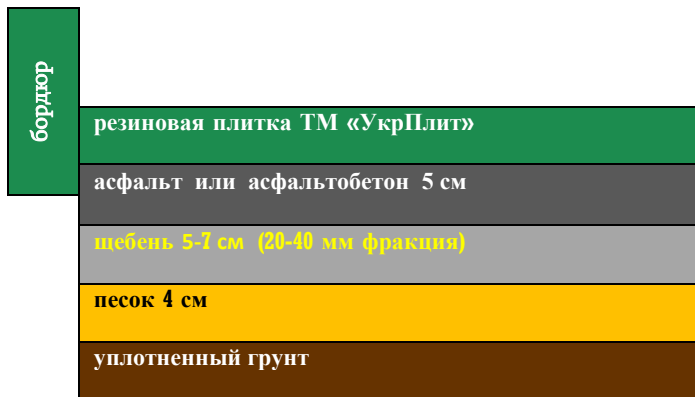 бордюр
резиновая плитка ТМ «УкрПлит»
асфальт или асфальтобетон 5 см
щебень 5-7 см (20-40 мм фракция)
песок 4 см
уплотненный грунт